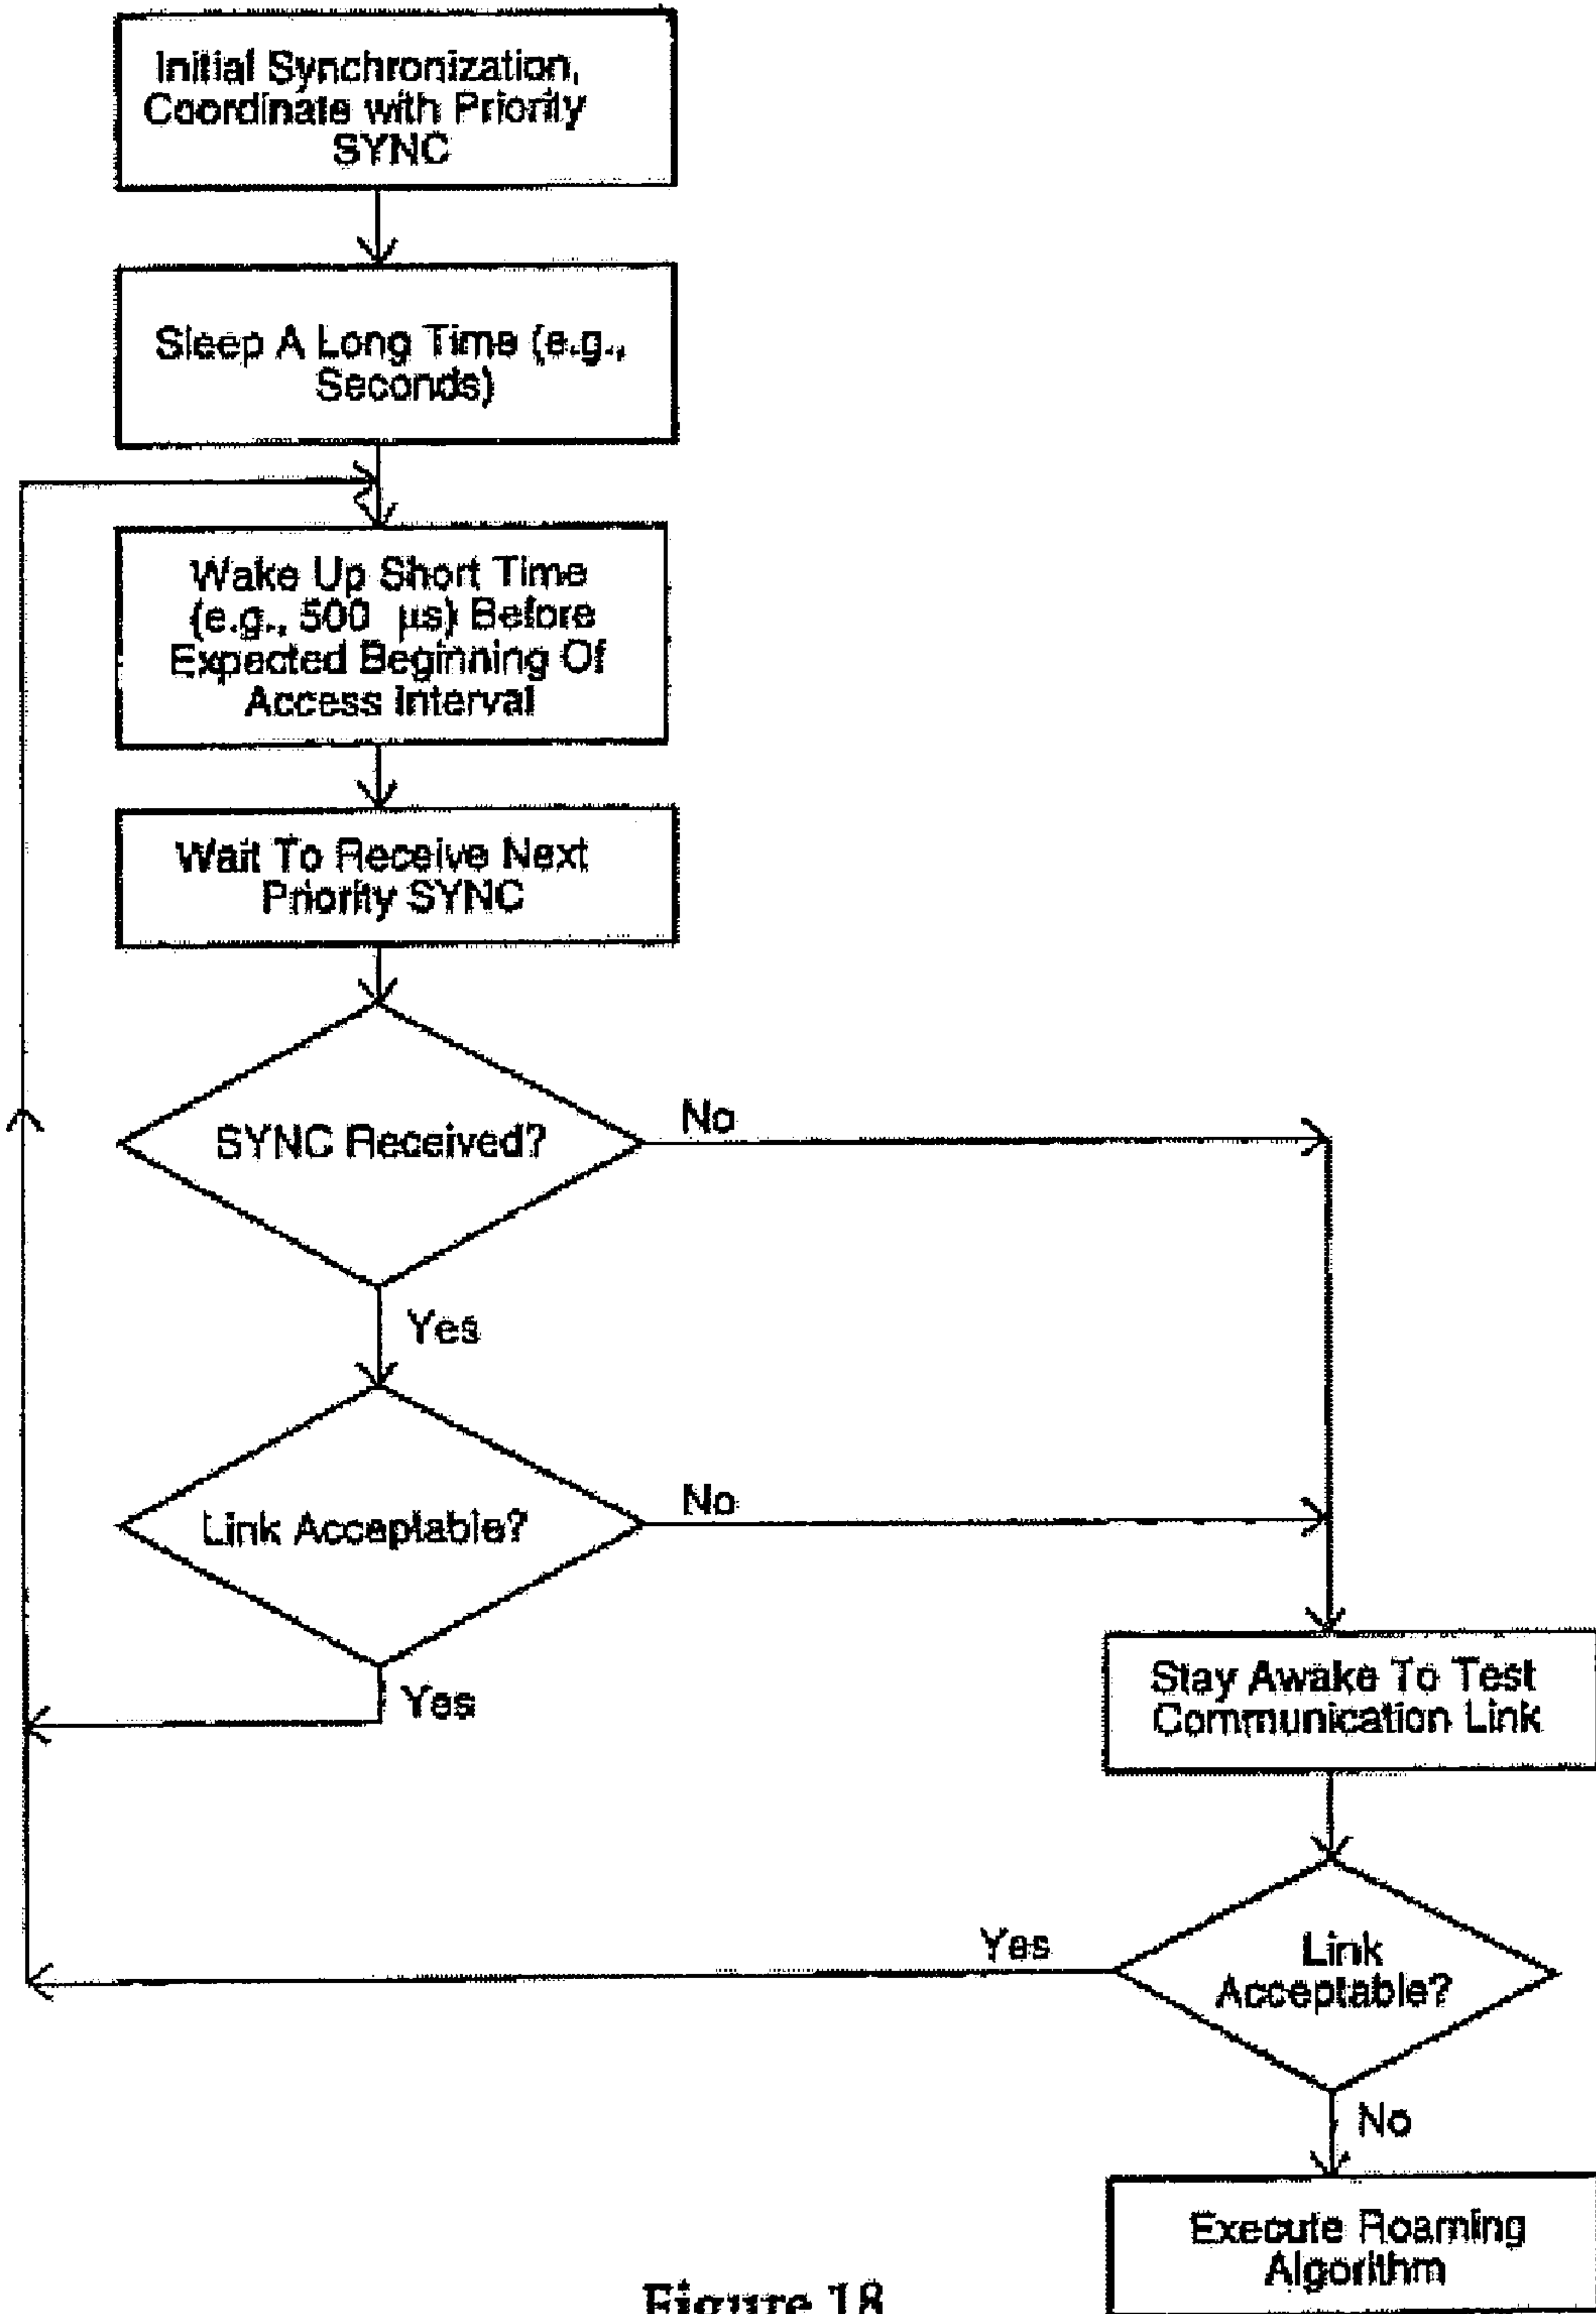 Initial Synchronization,
Coordinate with Priority
SYNC
Sleep A Long Time (e.g.,
Seconds)
Wake Up Short Time
(e.g., 500 µs) Before
Expected Beginning Of
Access Interval
Wait To Receive Next
Priority SYNC
SYNC Received?
No
Yes
Link Acceptable?
No
Yes
Stay Awake To Test
Communication Link
Yes
Link
Acceptable?
No
Execute Roaming
Algorithm
Figure 18